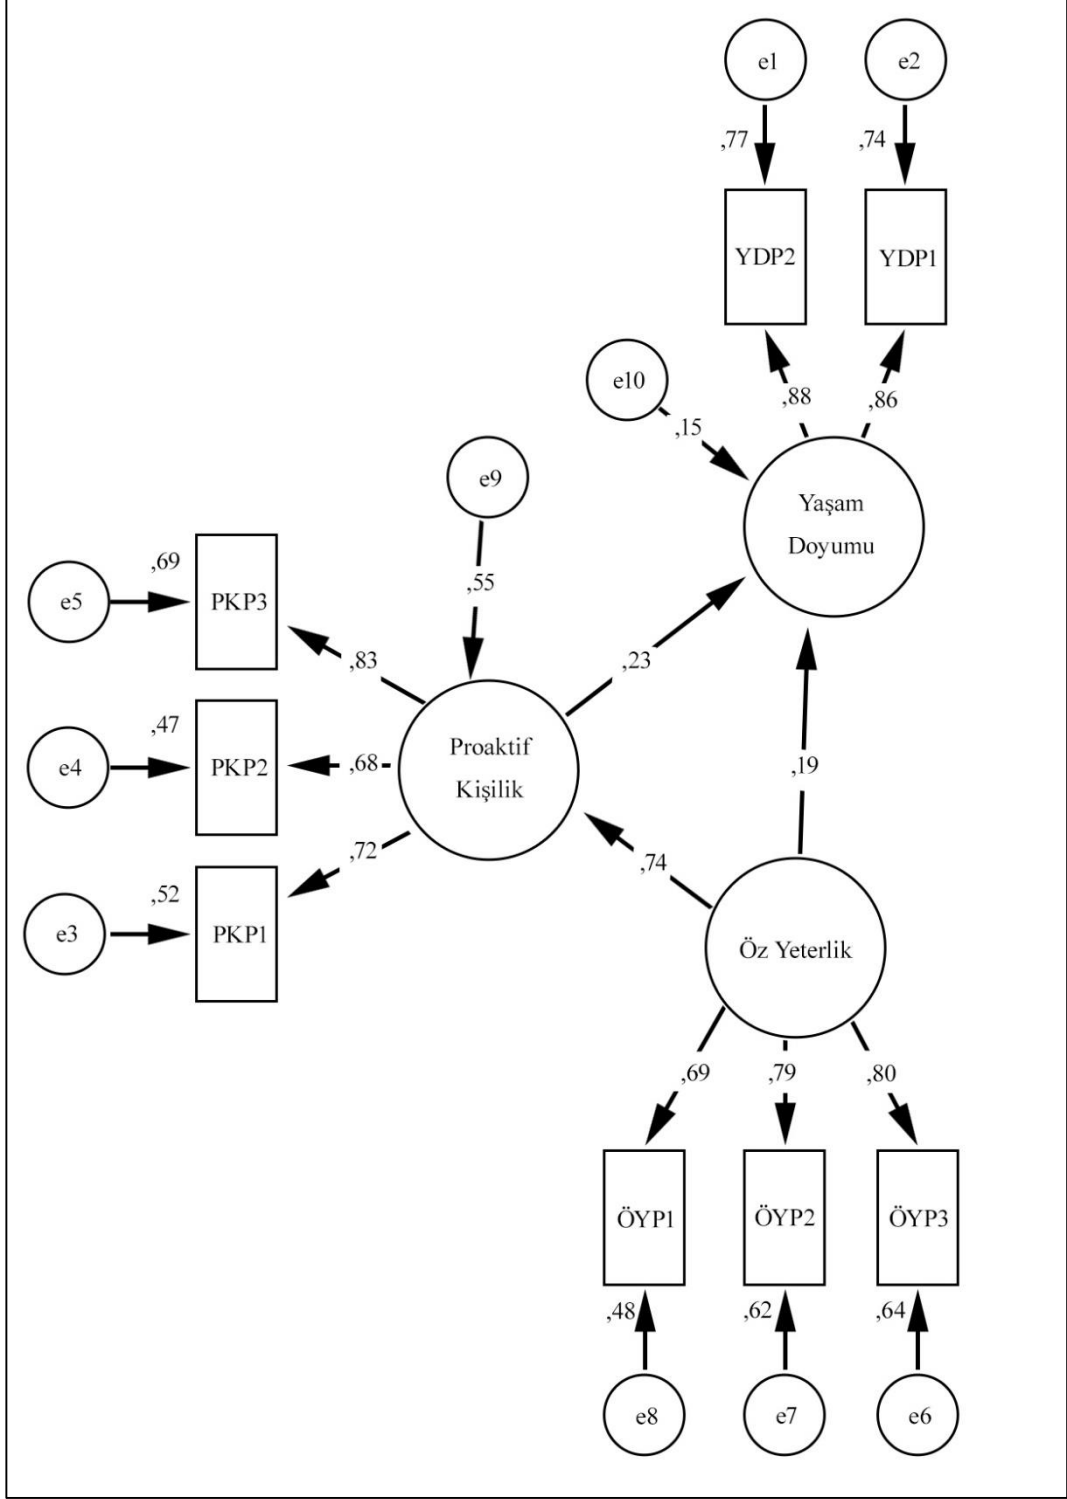 e1
e2
,77
,74
YDP2
YDP1
e10
,88
,86
,15
e9
Yaşam
Doyumu
,69
,55
e5
PKP3
,83
,23
,47
Proaktif
Kişilik
e4
PKP2
,68
,19
,72
,74
,52
e3
PKP1
Öz Yeterlik
,69
,79
,80
ÖYP1
ÖYP2
ÖYP3
,48
,62
,64
e8
e7
e6